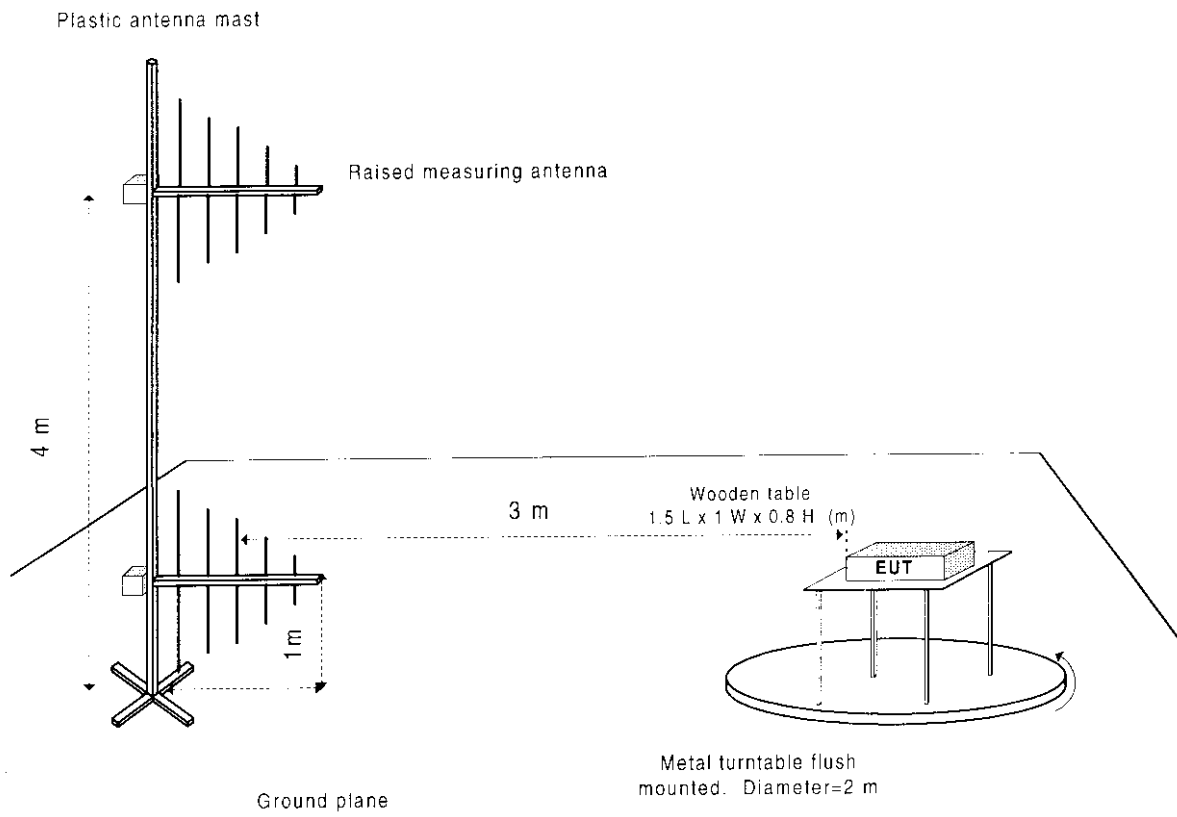 Plastic antenna mast
Raised measuring antenna
4 m
3 m
Wooden table
1.5 L x 1 W x 0.8 H (m)
EUT
1m
Metal turntable flush
mounted. Diameter=2 m
Ground plane